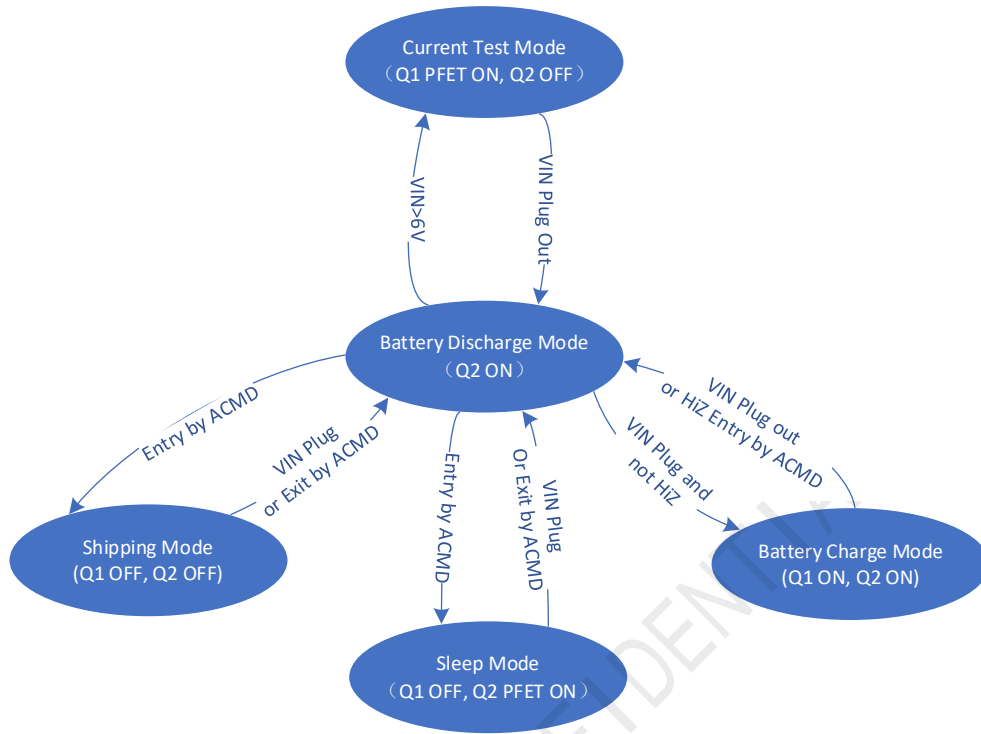 Current Test Mode
（Q1 PFET ON, Q2 OFF）
VIN>6V
VIN Plug Out
Battery Discharge Mode
（Q2 ON）
Entry by ACMD
VIN Plug
or Exit by ACMD
Entry by ACMD
VIN Plug
Or Exit by ACMD
VIN Plug and
not HiZ
VIN Plug out
or HiZ Entry by ACMD
Shipping Mode
(Q1 OFF, Q2 OFF)
Battery Charge Mode
(Q1 ON, Q2 ON)
Sleep Mode
（Q1 OFF, Q2 PFET ON）